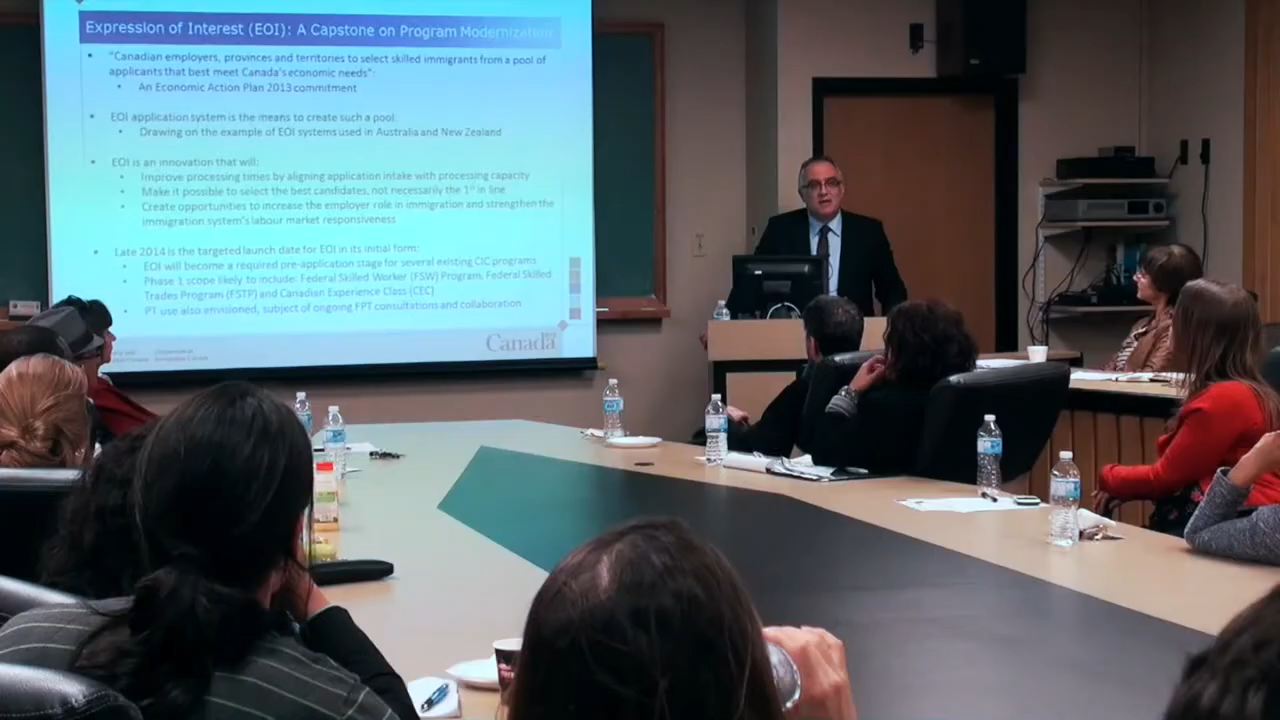 Expression of Interest (EOI): A Capstone on Program Modernization
"Canadian employers, provinces and territories to select skilled immigrants from a pool of
applicants that best meet Canada's economic needs":
An Economic Action Plan 2013 commitment
EOI application system is the means to create such a pool:
Drawing on the example of EOI systems used in Australia and New Zealand
EOI is an innovation that will:
Improve processing times by aligning application intake with processing capacity
Make it possible to select the best candidates, not necessarily the 1st in line
Create opportunities to increase the employer role in immigration and strengthen the
immigration system's labour market responsiveness
Late 2014 is the targeted launch date for EOI in its initial form:
EOI will become a required pre-application stage for several existing CIC programs
Phase 1 scope likely to include: Federal Skilled Worker (FSW) Program, Federal Skilled
Trades Program (FSTP) and Canadian Experience Class (CEC)
PT use also envisioned, subject of ongoing FPT consultations and collaboration
Canada